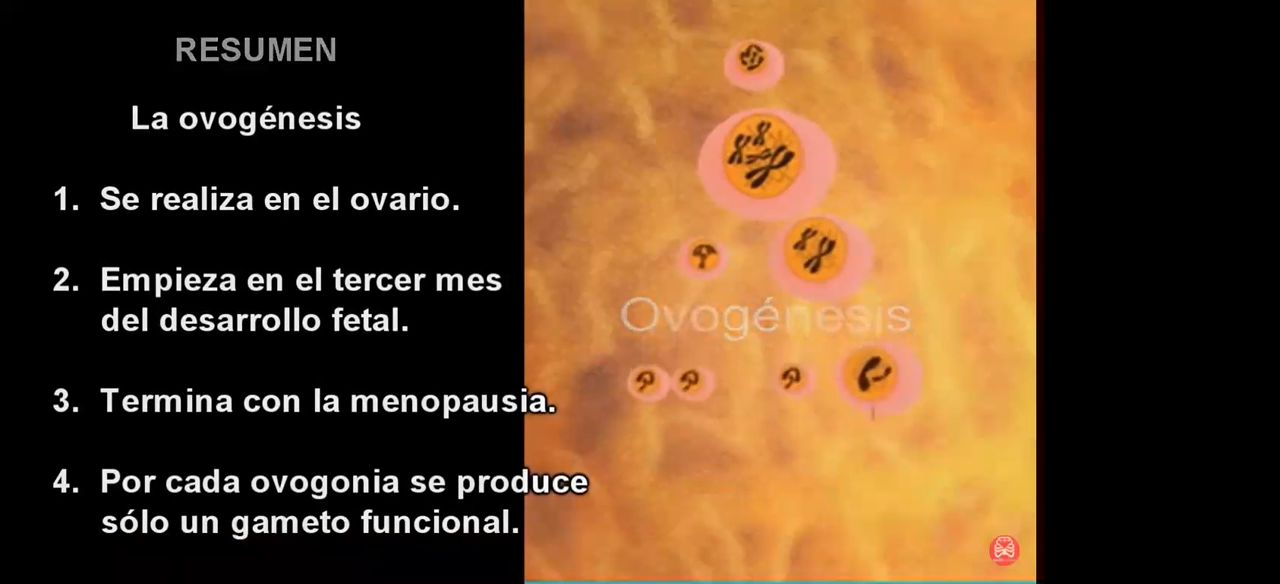 RESUMEN
La ovogénesis
1. Se realiza en el ovario.
2. Empieza en el tercer mes
del desarrollo fetal.
3. Termina con la menopausia.
4. Por cada ovogonia se produce
sólo un gameto funcional.
Ovogénesis